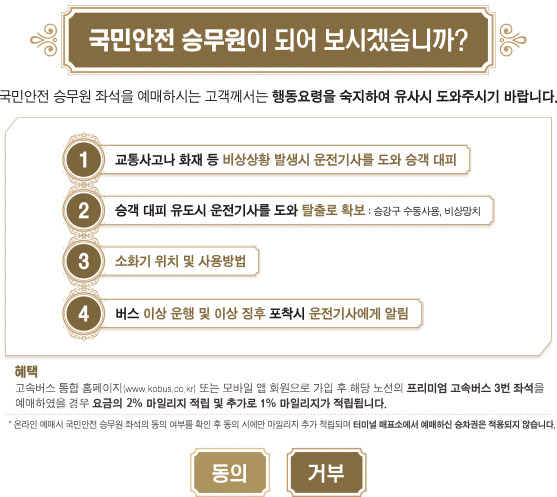 국민안전 승무원이 되어 보시겠습니까?
국민안전 승무원 좌석을 예매하시는 고객께서는 행동요령을 숙지하여 유사시 도와주시기 바랍니다.
1 교통사고나 화재 등 비상상황 발생시 운전기사를 도와 승객 대피
2 승객 대피 유도시 운전기사를 도와 탈출로 확보 : 승강구 수동사용, 비상망치
3 소화기 위치 및 사용방법
4 버스 이상 운행 및 이상 징후 포착시 운전기사에게 알림
혜택
고속버스 통합 홈페이지(www.kobus.co.kr) 또는 모바일 앱 회원으로 가입 후 해당 노선의 프리미엄 고속버스 3번 좌석을
예매하였을 경우 요금의 2% 마일리지 적립 및 추가로 1% 마일리지가 적립됩니다.
* 온라인 예매시 국민안전 승무원 좌석의 동의 여부를 확인 후 동의 시에만 마일리지 추가 적립되며 터미널 매표소에서 예매하신 승차권은 적용되지 않습니다.
동의 거부